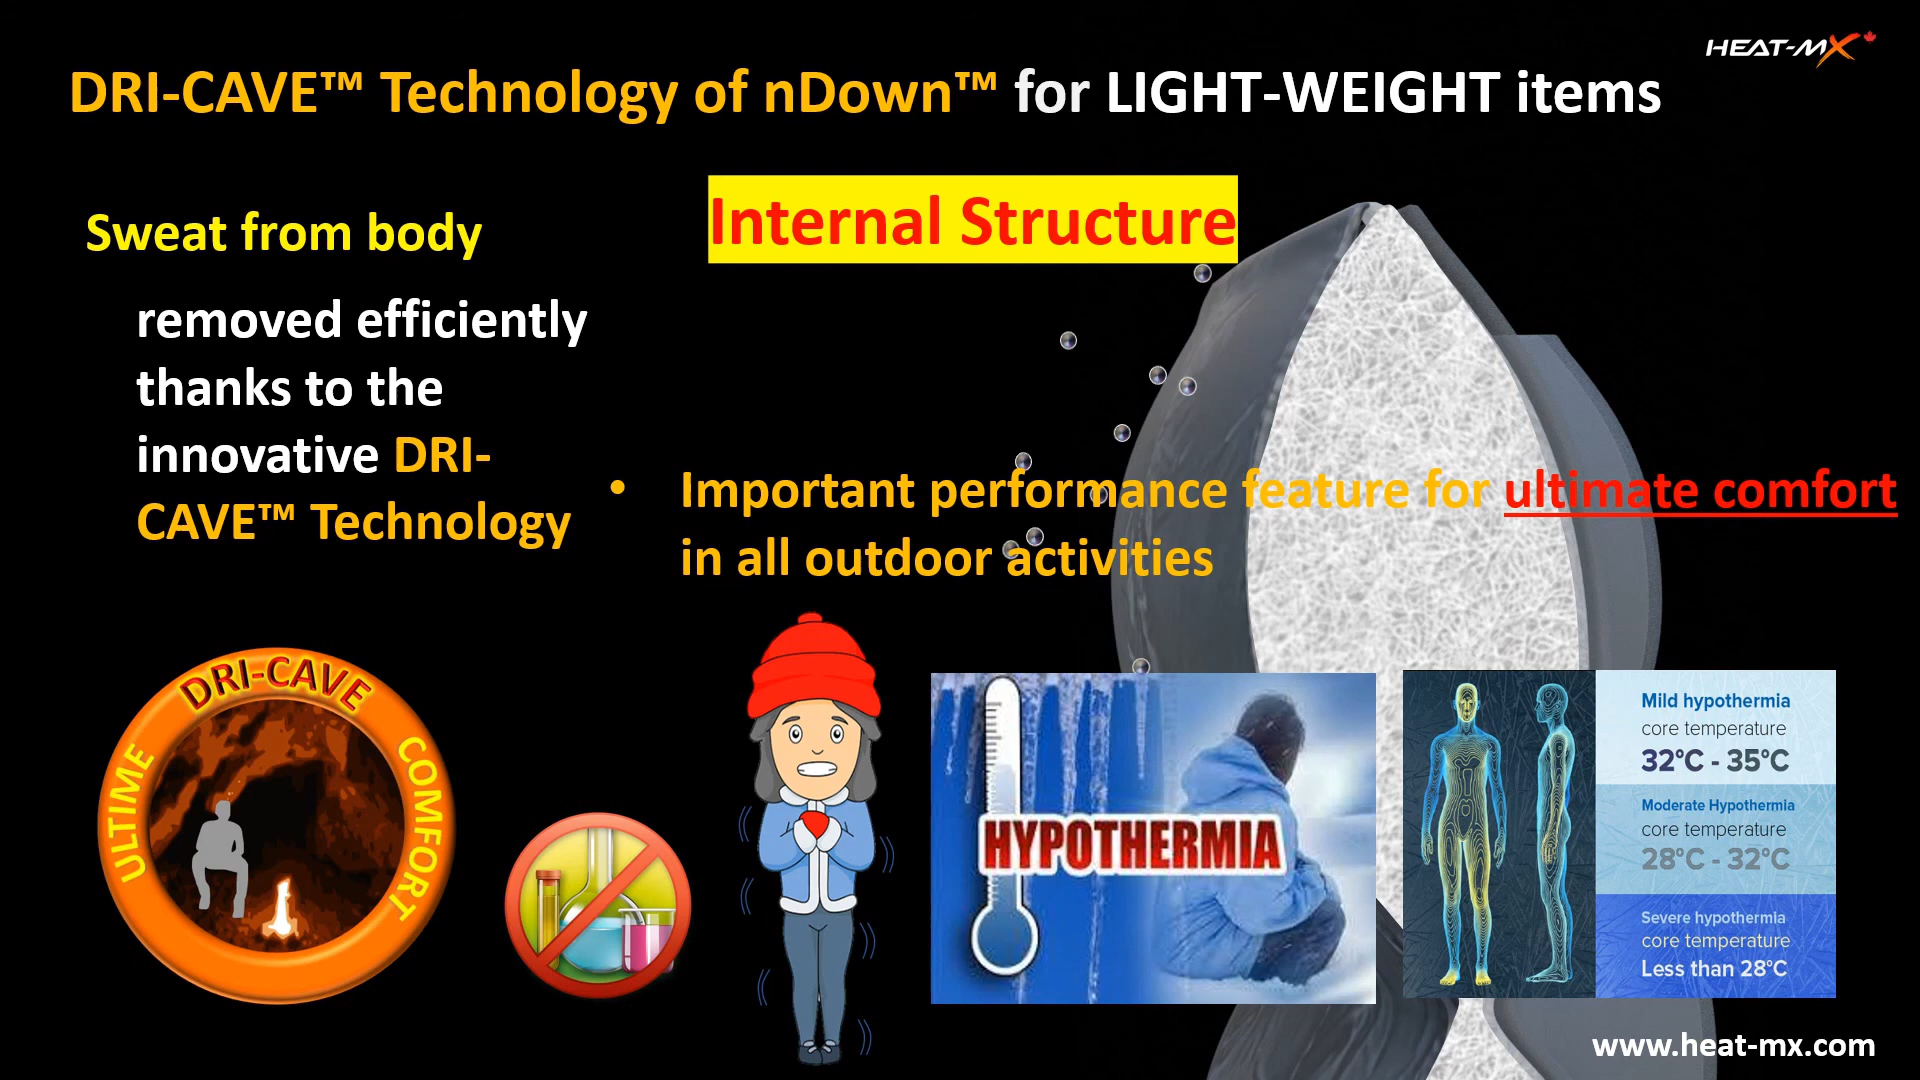 HEAT-MX
DRI-CAVE™ Technology of nDown™ for LIGHT-WEIGHT items
Internal Structure
Sweat from body
removed efficiently
thanks to the
innovative DRI-
CAVE™ Technology
• Important performance feature for ultimate comfort
in all outdoor activities
DRI-CAVE
ULTIME
COMFORT
HYPOTHERMIA
Mild hypothermia
core temperature
32°C - 35°C
Moderate Hypothermia
core temperature
28°C - 32°C
Severe hypothermia
core temperature
Less than 28°C
www.heat-mx.com